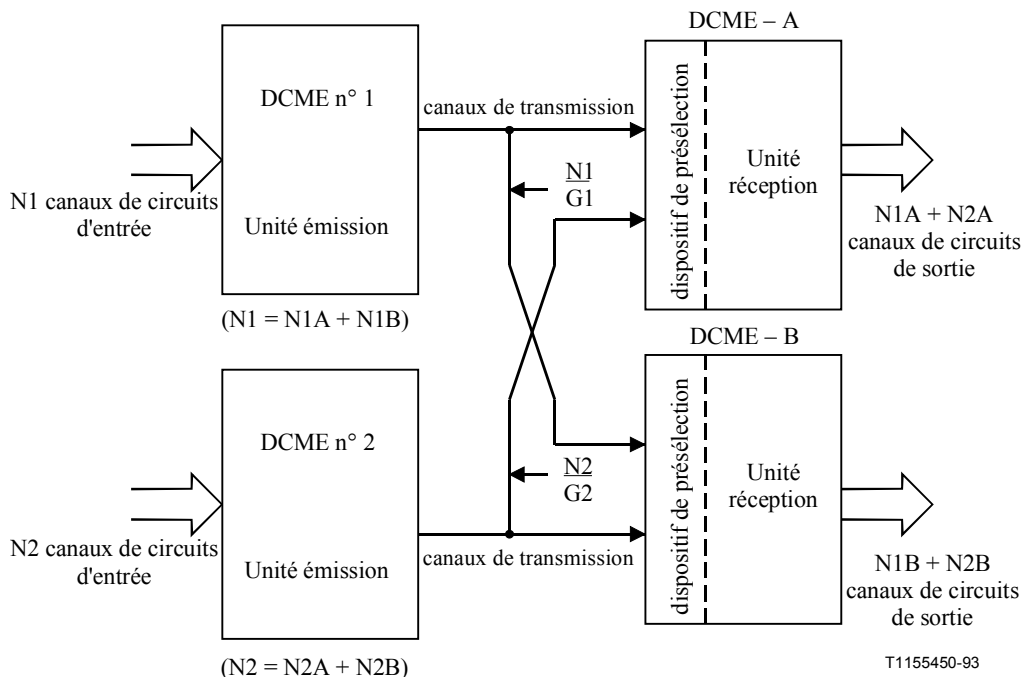 DCME – A
DCME n° 1
canaux de transmission
dispositif de présélection
Unité
réception
N1
G1
N1 canaux de circuits
d'entrée
Unité émission
N1A + N2A
canaux de circuits
de sortie
(N1 = N1A + N1B)
DCME – B
DCME n° 2
dispositif de présélection
Unité
réception
N2
G2
N2 canaux de circuits
d'entrée
Unité émission
canaux de transmission
N1B + N2B
canaux de circuits
de sortie
(N2 = N2A + N2B)
T1155450-93